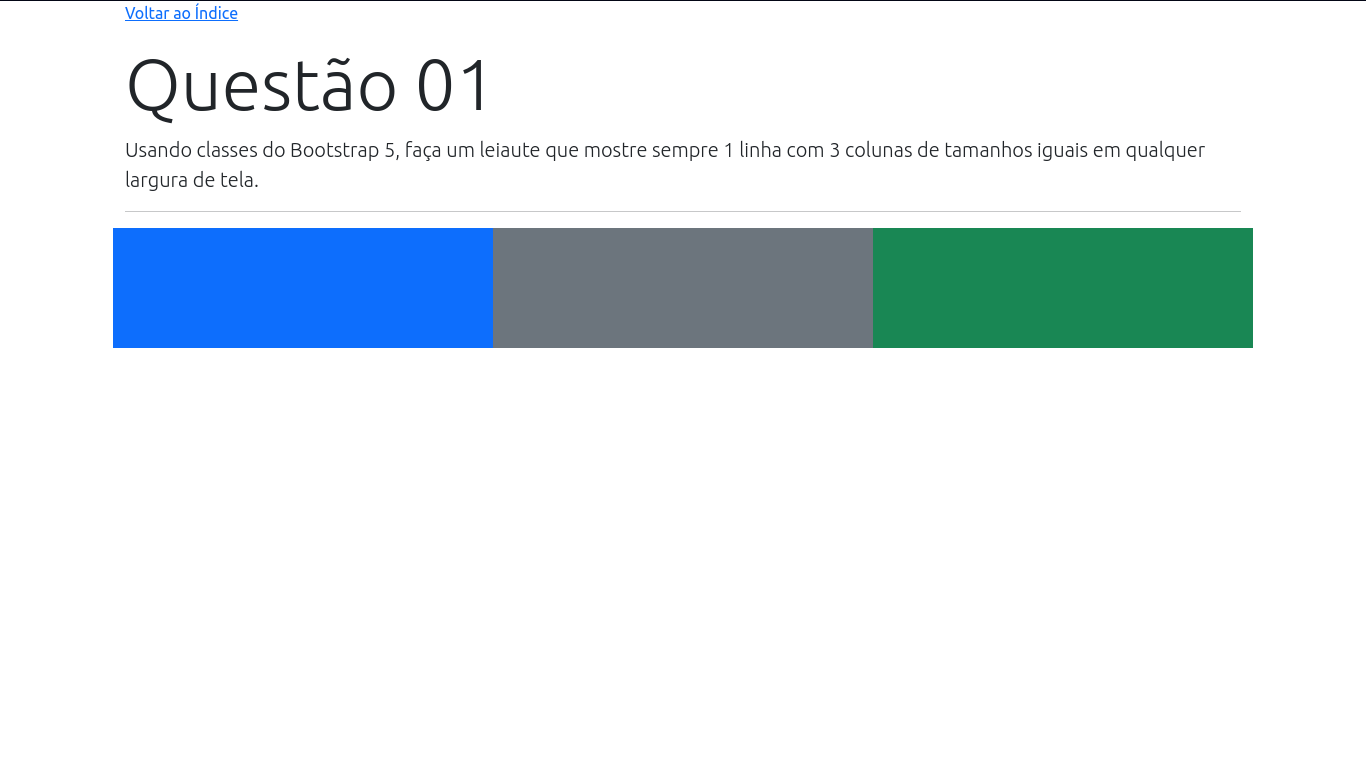 Voltar ao Índice
Questão 01
Usando classes do Bootstrap 5, faça um leiaute que mostre sempre 1 linha com 3 colunas de tamanhos iguais em qualquer
largura de tela.